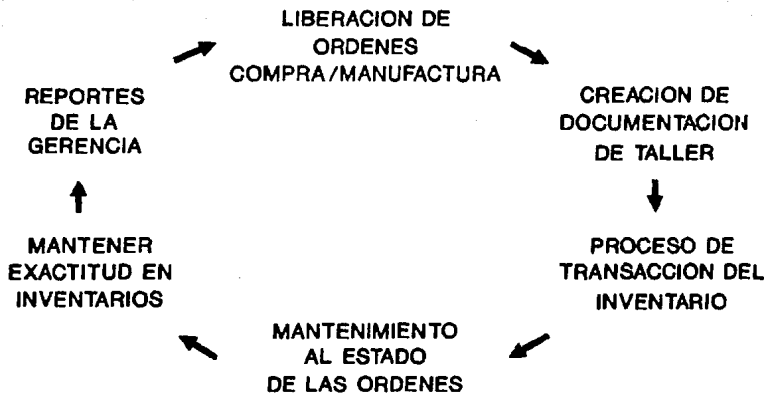 LIBERACION DE
ORDENES
COMPRA/MANUFACTURA
CREACION DE
DOCUMENTACION
DE TALLER
PROCESO DE
TRANSACCION DEL
INVENTARIO
MANTENIMIENTO
AL ESTADO
DE LAS ORDENES
MANTENER
EXACTITUD EN
INVENTARIOS
REPORTES
DE LA
GERENCIA